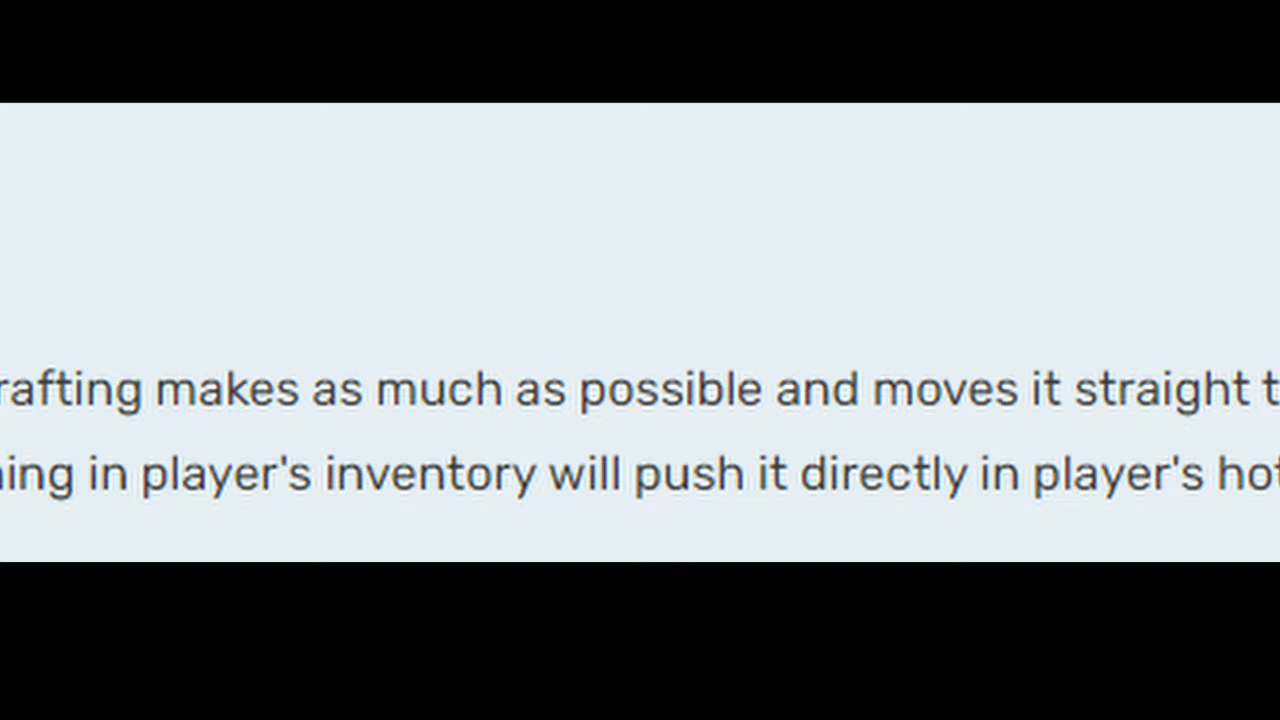 rafting makes as much as possible and moves it straight t
ing in player's inventory will push it directly in player's hot